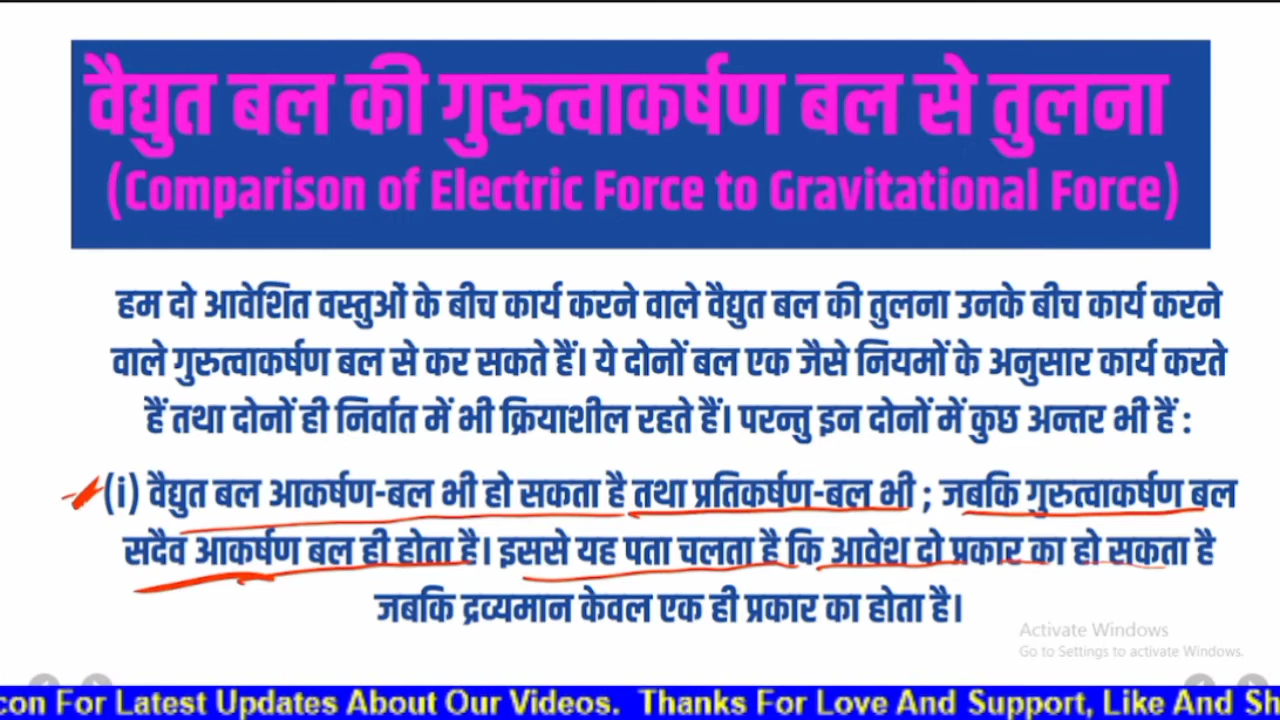 वैद्युत बल की गुरुत्वाकर्षण बल से तुलना
(Comparison of Electric Force to Gravitational Force)
हम दो आवेशित वस्तुओं के बीच कार्य करने वाले वैद्युत बल की तुलना उनके बीच कार्य करने
वाले गुरुत्वाकर्षण बल से कर सकते हैं। ये दोनों बल एक जैसे नियमों के अनुसार कार्य करते
हैं तथा दोनों ही निर्वात में भी क्रियाशील रहते हैं। परन्तु इन दोनों में कुछ अन्तर भी हैं :
(i) वैद्युत बल आकर्षण-बल भी हो सकता है तथा प्रतिकर्षण-बल भी ; जबकि गुरुत्वाकर्षण बल
सदैव आकर्षण बल ही होता है। इससे यह पता चलता है कि आवेश दो प्रकार का हो सकता है
जबकि द्रव्यमान केवल एक ही प्रकार का होता है।
Activate Windows
Go to Settings to activate Windows.
con For Latest Updates About Our Videos. Thanks For Love And Support, Like And Sh